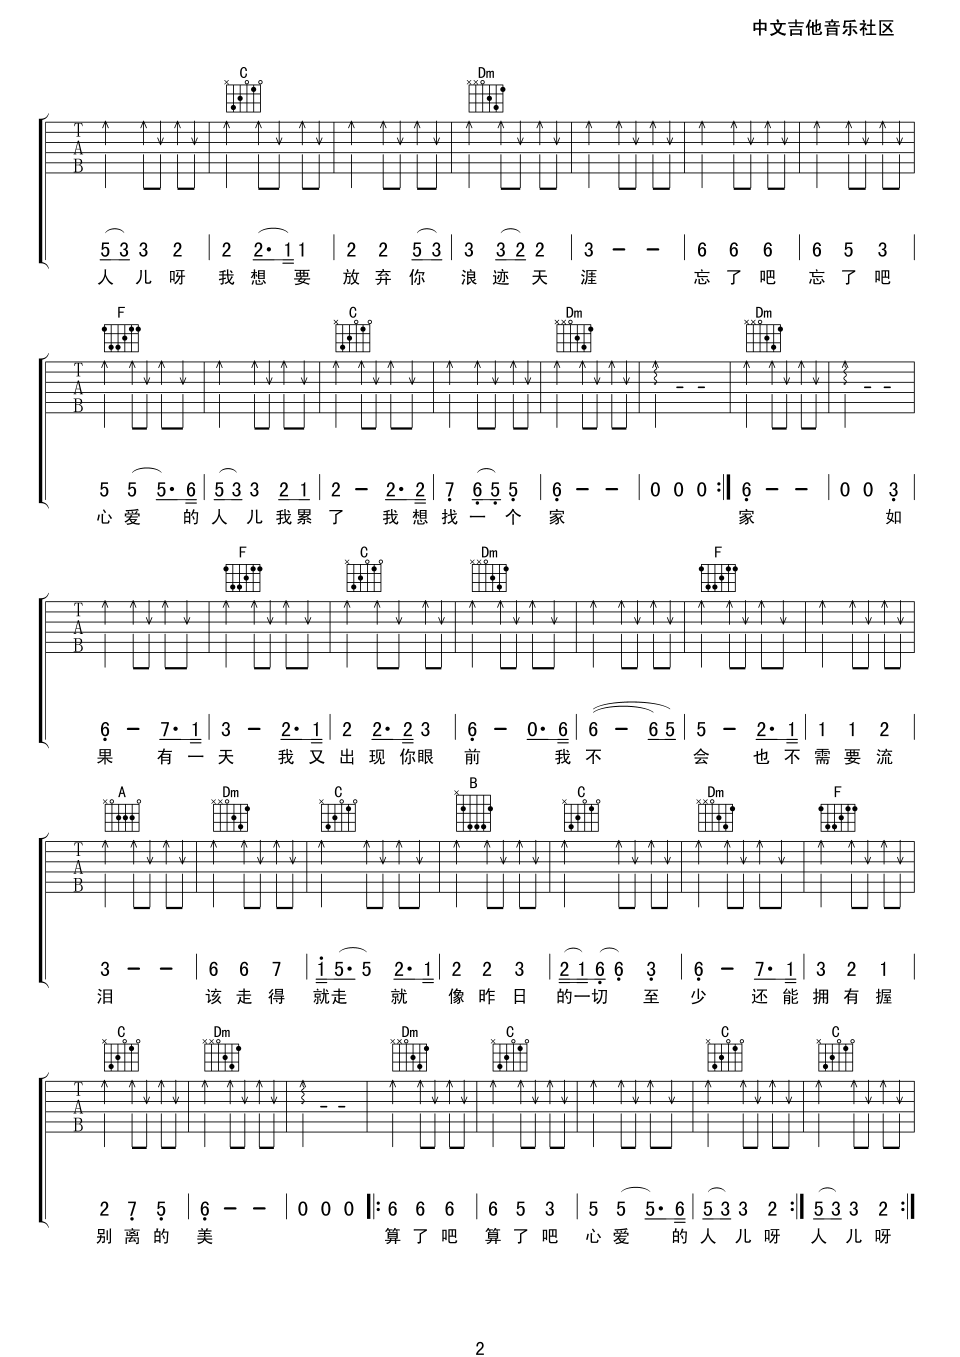 中文吉他音乐社区
C Dm
T A B
5 3 3 2 | 2 2· 1 1 | 2 2 5 3 | 3 3 2 2 | 3 - - | 6 6 6 | 6 5 3 |
人 儿 呀 我 想 要 放 弃 你 浪 迹 天 涯 忘 了 吧 忘 了 吧
F C Dm Dm
T A B
5 5 5· 6 | 5 3 3 2 1 | 2 - 2· 2 | 7 6 5 5 | 6 - - | 0 0 0 :| 6 - - | 0 0 3 |
心 爱 的 人 儿 我 累 了 我 想 找 一 个 家 家 如
F C Dm F
T A B
6 - 7· 1 | 3 - 2· 1 | 2 2· 2 3 | 6 - 0· 6 | 6 - 6 5 | 5 - 2· 1 | 1 1 2 |
果 有 一 天 我 又 出 现 你 眼 前 我 不 会 也 不 需 要 流
A Dm C B C Dm F
T A B
3 - - | 6 6 7 | 1 5· 5 2· 1 | 2 2 3 | 2 1 6 6 3 | 6 - 7· 1 | 3 2 1 |
泪 该 走 得 就 走 就 像 昨 日 的 一 切 至 少 还 能 拥 有 握
C Dm Dm C C C
T A B
2 7 5 | 6 - - | 0 0 0 |: 6 6 6 | 6 5 3 | 5 5 5· 6 | 5 3 3 2 :| 5 3 3 2 :|
别 离 的 美 算 了 吧 算 了 吧 心 爱 的 人 儿 呀 人 儿 呀
2